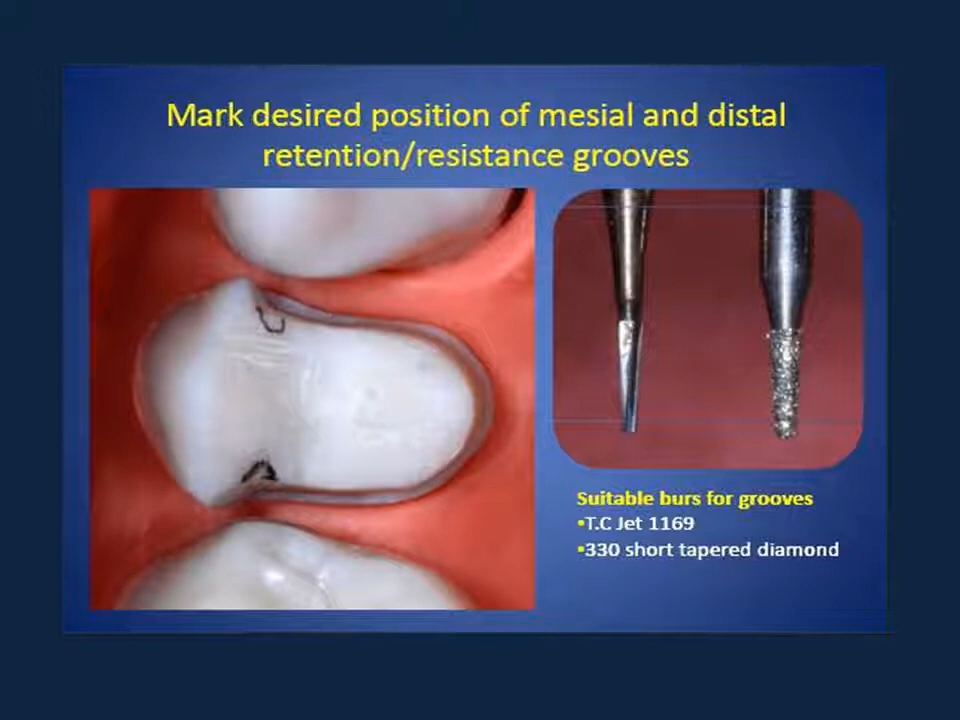 Mark desired position of mesial and distal
retention/resistance grooves
Suitable burs for grooves
•T.C Jet 1169
•330 short tapered diamond